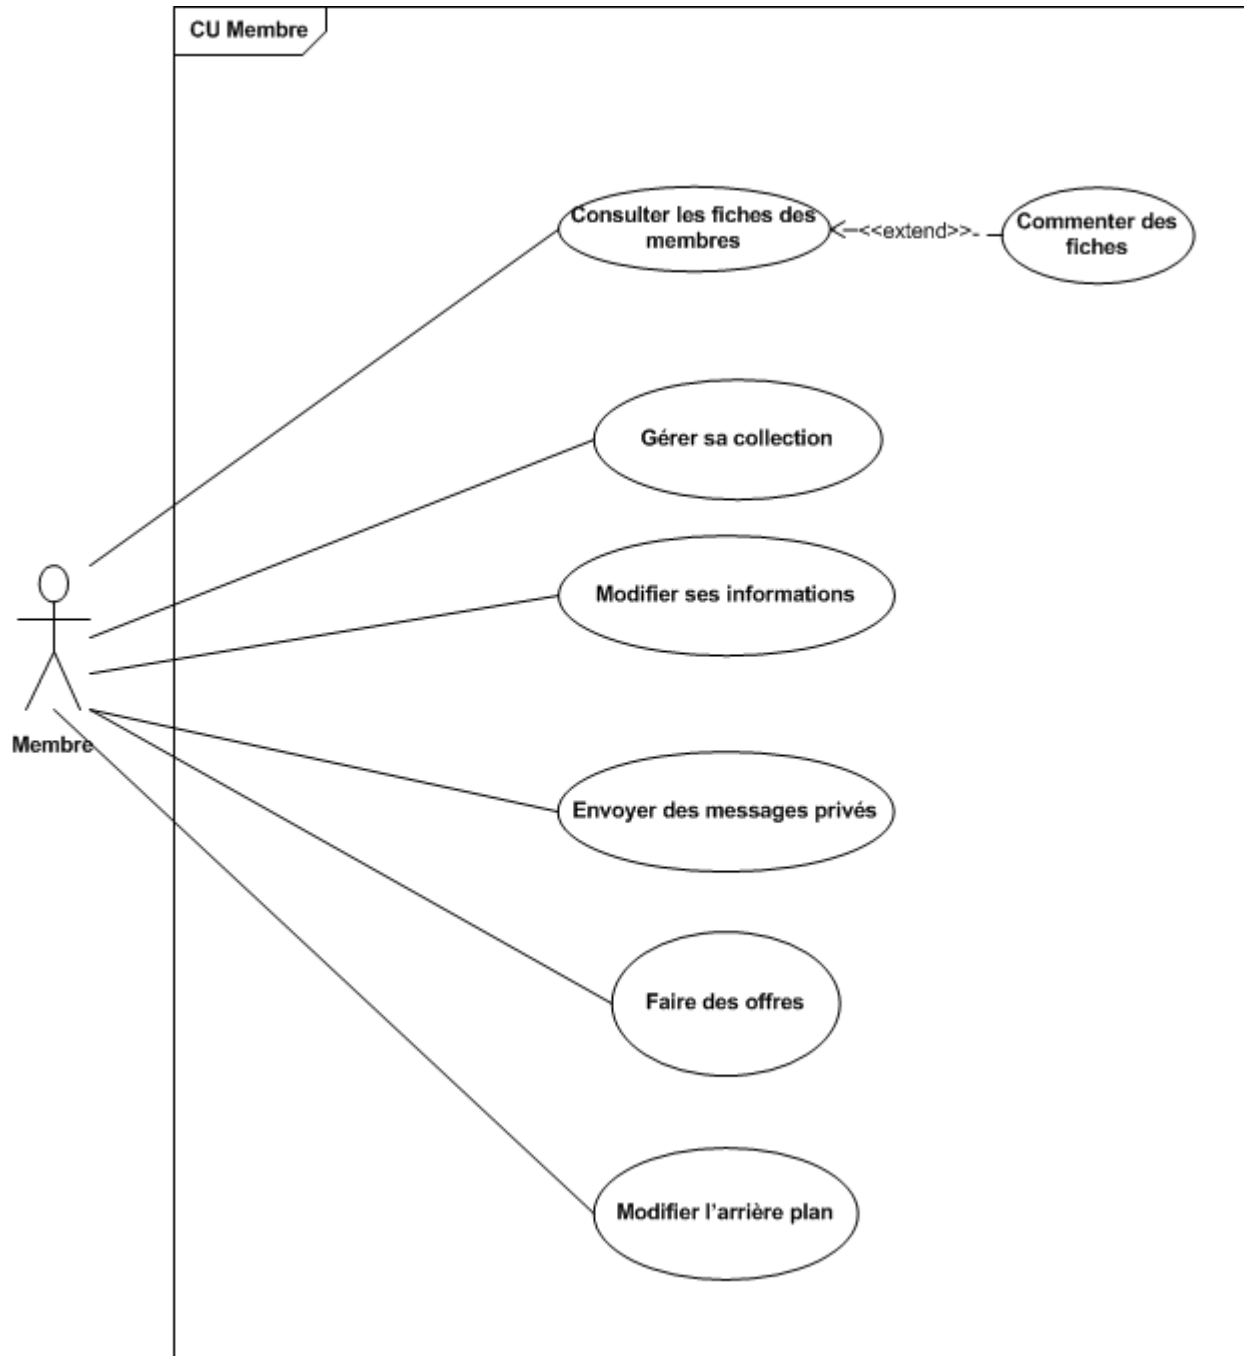 CU Membre
Consulter les fiches des
membres
<<extend>>
Commenter des
fiches
Gérer sa collection
Modifier ses informations
Membre
Envoyer des messages privés
Faire des offres
Modifier l’arrière plan